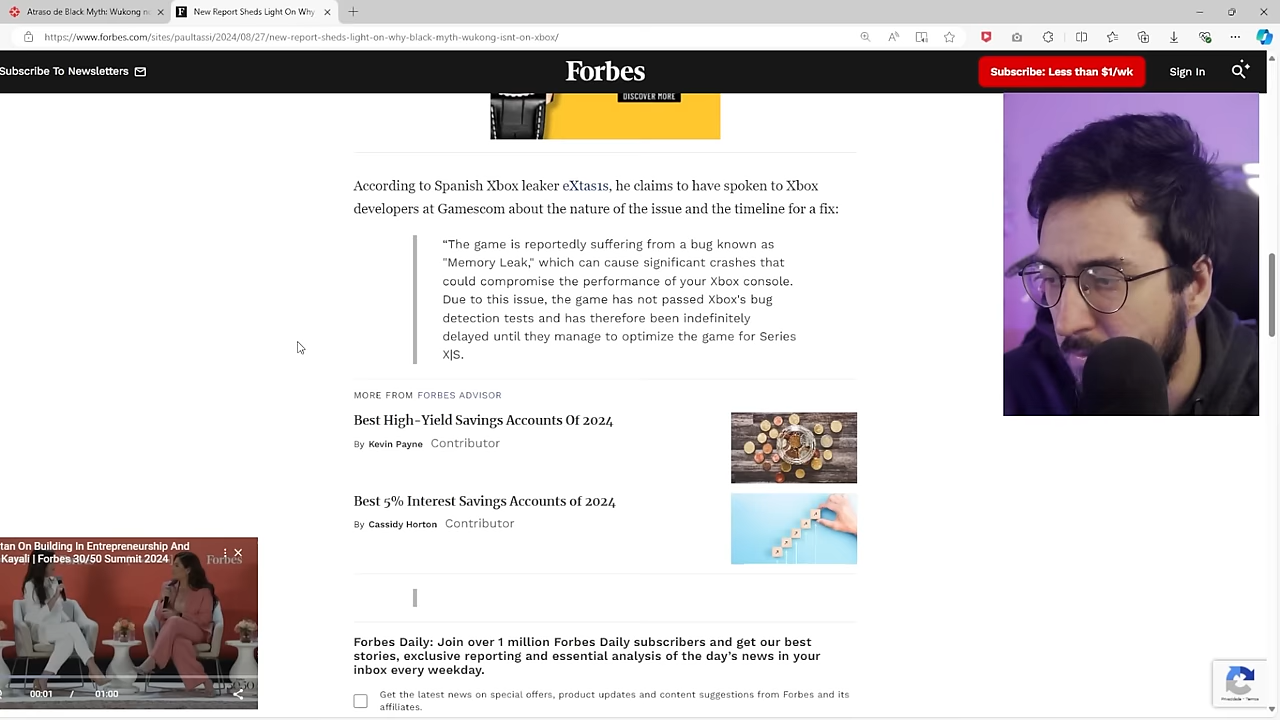 Atraso de Black Myth: Wukong n
New Report Sheds Light On Why
https://www.forbes.com/sites/paultassi/2024/08/27/new-report-sheds-light-on-why-black-myth-wukong-isnt-on-xbox/
Subscribe To Newsletters
Forbes
Subscribe: Less than $1/wk
Sign In
DISCOVER MORE
According to Spanish Xbox leaker eXtas1s, he claims to have spoken to Xbox
developers at Gamescom about the nature of the issue and the timeline for a fix:
“The game is reportedly suffering from a bug known as
"Memory Leak," which can cause significant crashes that
could compromise the performance of your Xbox console.
Due to this issue, the game has not passed Xbox's bug
detection tests and has therefore been indefinitely
delayed until they manage to optimize the game for Series
X|S.
MORE FROM FORBES ADVISOR
Best High-Yield Savings Accounts Of 2024
By Kevin Payne Contributor
Best 5% Interest Savings Accounts of 2024
By Cassidy Horton Contributor
tan On Building In Entrepreneurship And
Kayali | Forbes 30/50 Summit 2024
Forbes
00:01 / 01:00
Forbes Daily: Join over 1 million Forbes Daily subscribers and get our best
stories, exclusive reporting and essential analysis of the day’s news in your
inbox every weekday.
Get the latest news on special offers, product updates and content suggestions from Forbes and its
affiliates.
Privacidade - Termos